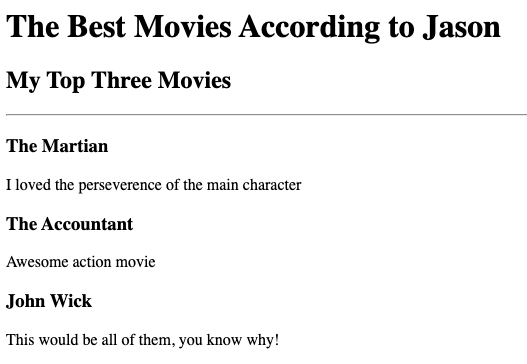 The Best Movies According to Jason
My Top Three Movies
The Martian
I loved the perseverence of the main character
The Accountant
Awesome action movie
John Wick
This would be all of them, you know why!